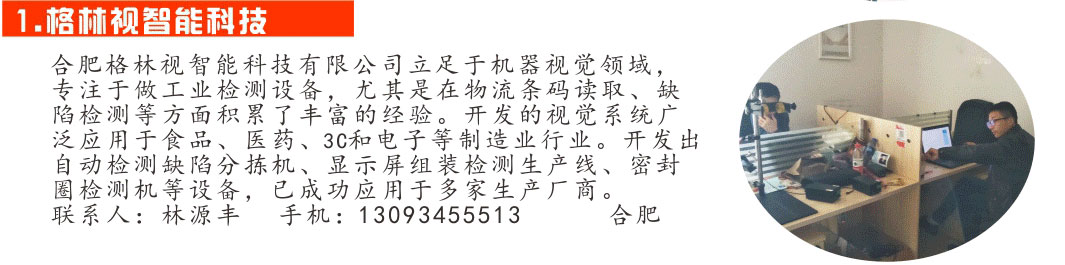 1.格林视智能科技
合肥格林视智能科技有限公司立足于机器视觉领域，
专注于做工业检测设备，尤其是在物流条码读取、缺
陷检测等方面积累了丰富的经验。开发的视觉系统广
泛应用于食品、医药、3C和电子等制造业行业。开发出
自动检测缺陷分拣机、显示屏组装检测生产线、密封
圈检测机等设备，已成功应用于多家生产厂商。
联系人：林源丰 手机：13093455513 合肥